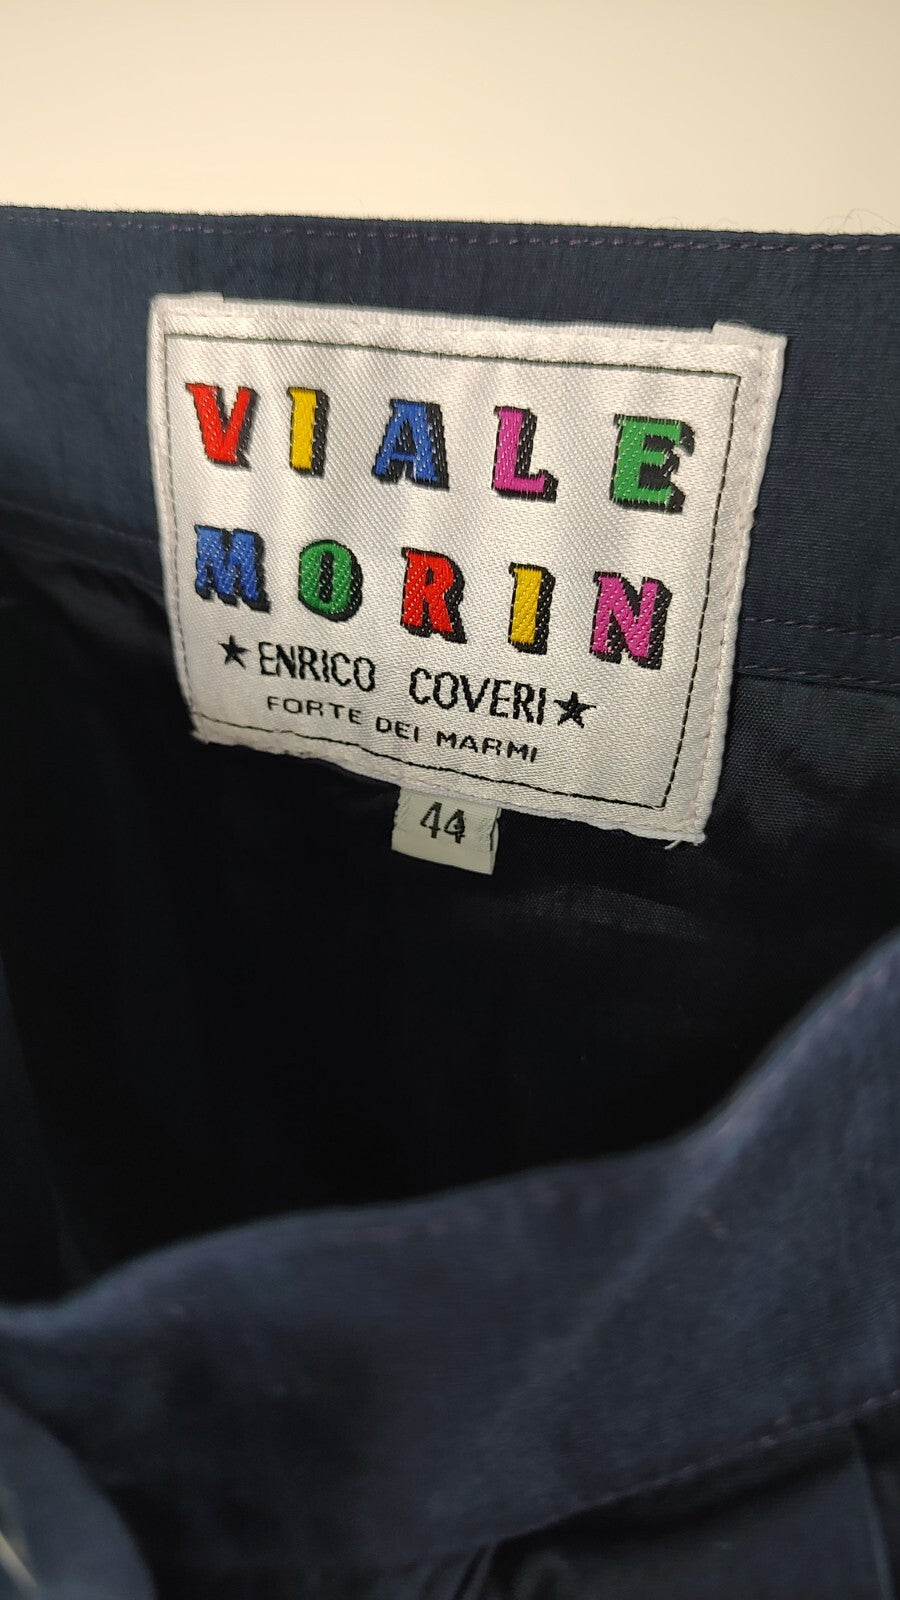 VIALE
MORIN
★ENRICO COVERI★
FORTE DEI MARMI
44